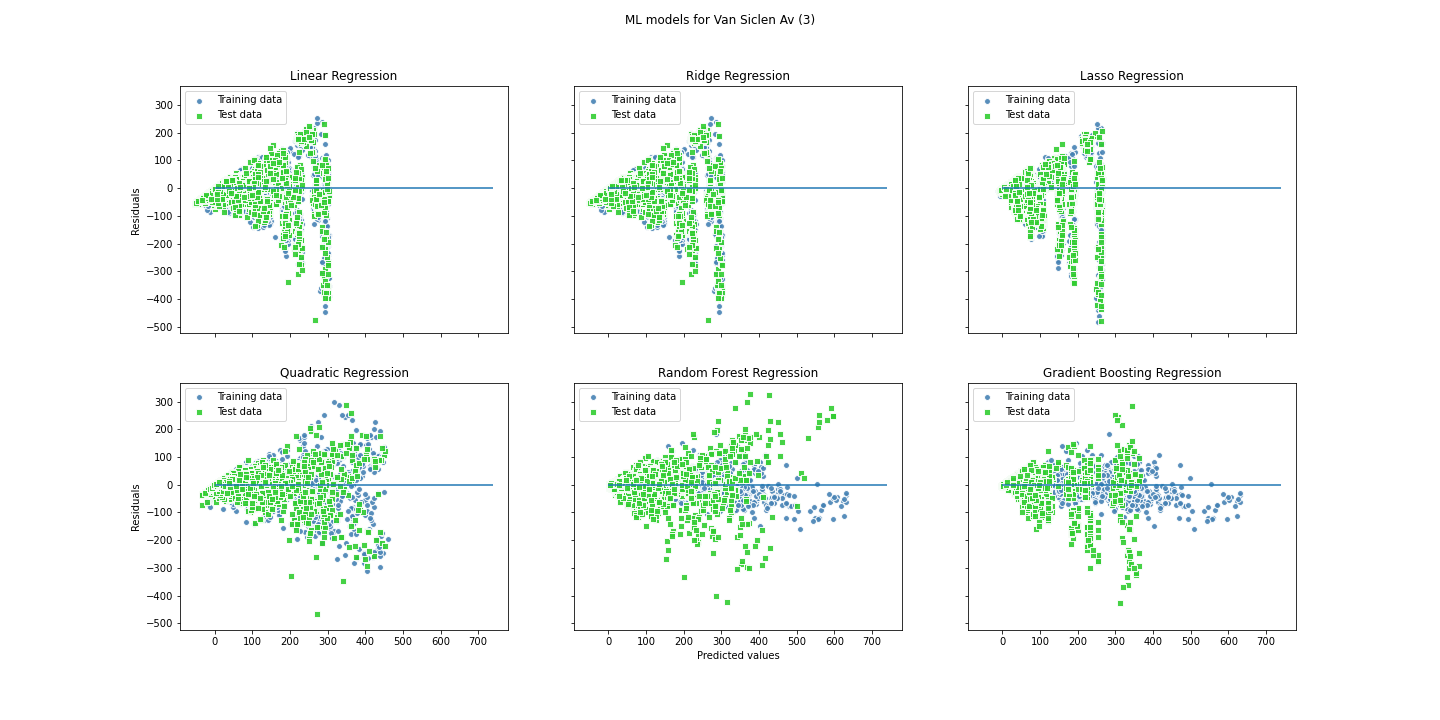 ML models for Van Siclen Av (3)
Linear Regression
Training data
Test data
300
200
100
0
−100
−200
−300
−400
−500
Residuals
Ridge Regression
Training data
Test data
Lasso Regression
Training data
Test data
Quadratic Regression
Training data
Test data
300
200
100
0
−100
−200
−300
−400
−500
Residuals
0 100 200 300 400 500 600 700
Random Forest Regression
Training data
Test data
0 100 200 300 400 500 600 700
Predicted values
Gradient Boosting Regression
Training data
Test data
0 100 200 300 400 500 600 700